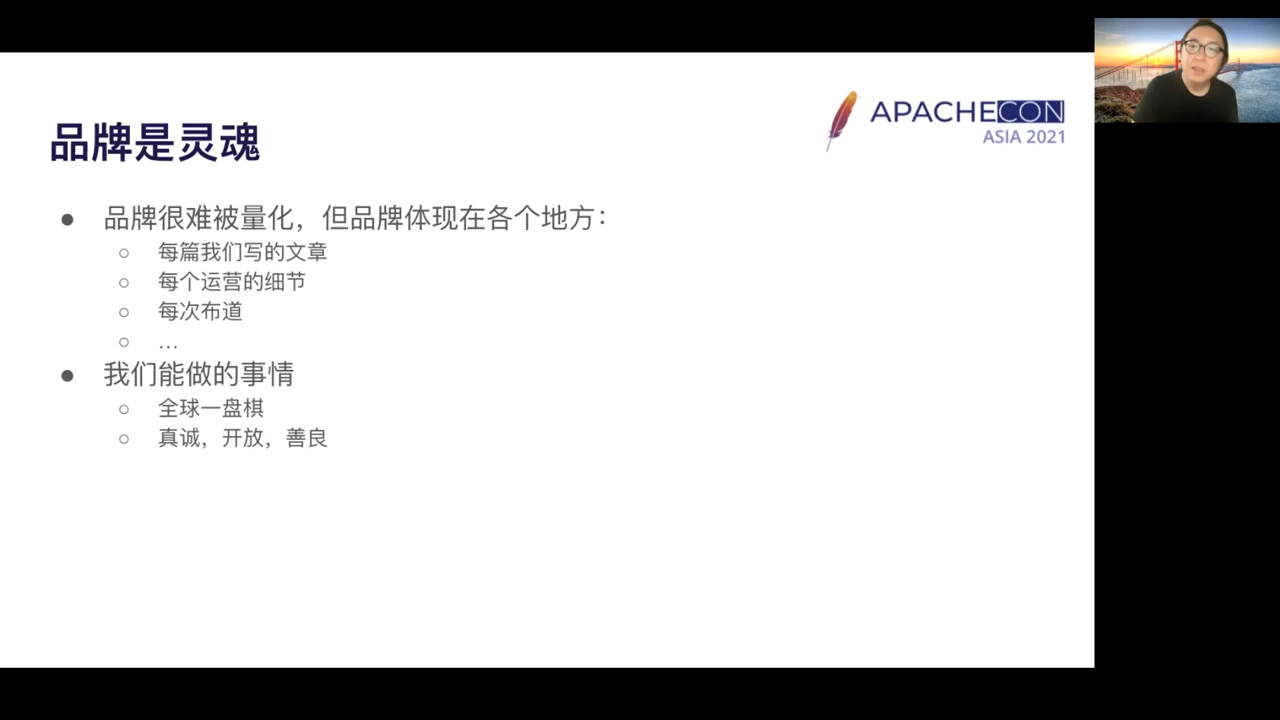 APACHECON
ASIA 2021
品牌是灵魂
● 品牌很难被量化，但品牌体现在各个地方：
○ 每篇我们写的文章
○ 每个运营的细节
○ 每次布道
○ …
● 我们能做的事情
○ 全球一盘棋
○ 真诚，开放，善良